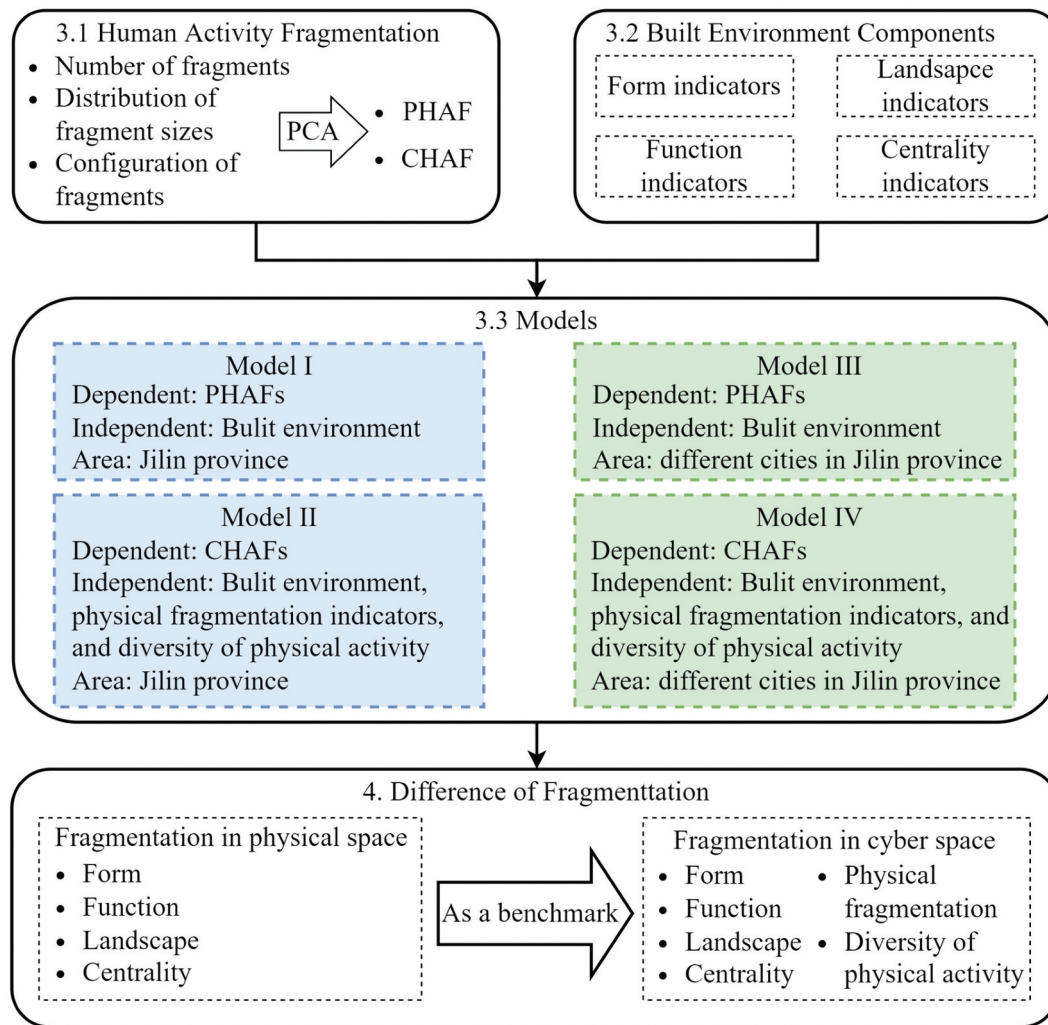 3.1 Human Activity Fragmentation
• Number of fragments
• Distribution of
fragment sizes
• Configuration of
fragments
PCA
• PHAF
• CHAF
3.2 Built Environment Components
Form indicators
Landsapce
indicators
Function
indicators
Centrality
indicators
3.3 Models
Model I
Dependent: PHAFs
Independent: Bulit environment
Area: Jilin province
Model II
Dependent: CHAFs
Independent: Bulit environment,
physical fragmentation indicators,
and diversity of physical activity
Area: Jilin province
Model III
Dependent: PHAFs
Independent: Bulit environment
Area: different cities in Jilin province
Model IV
Dependent: CHAFs
Independent: Bulit environment,
physical fragmentation indicators, and
diversity of physical activity
Area: different cities in Jilin province
4. Difference of Fragmenttation
Fragmentation in physical space
• Form
• Function
• Landscape
• Centrality
As a benchmark
Fragmentation in cyber space
• Form
• Function
• Landscape
• Centrality
• Physical
fragmentation
• Diversity of
physical activity